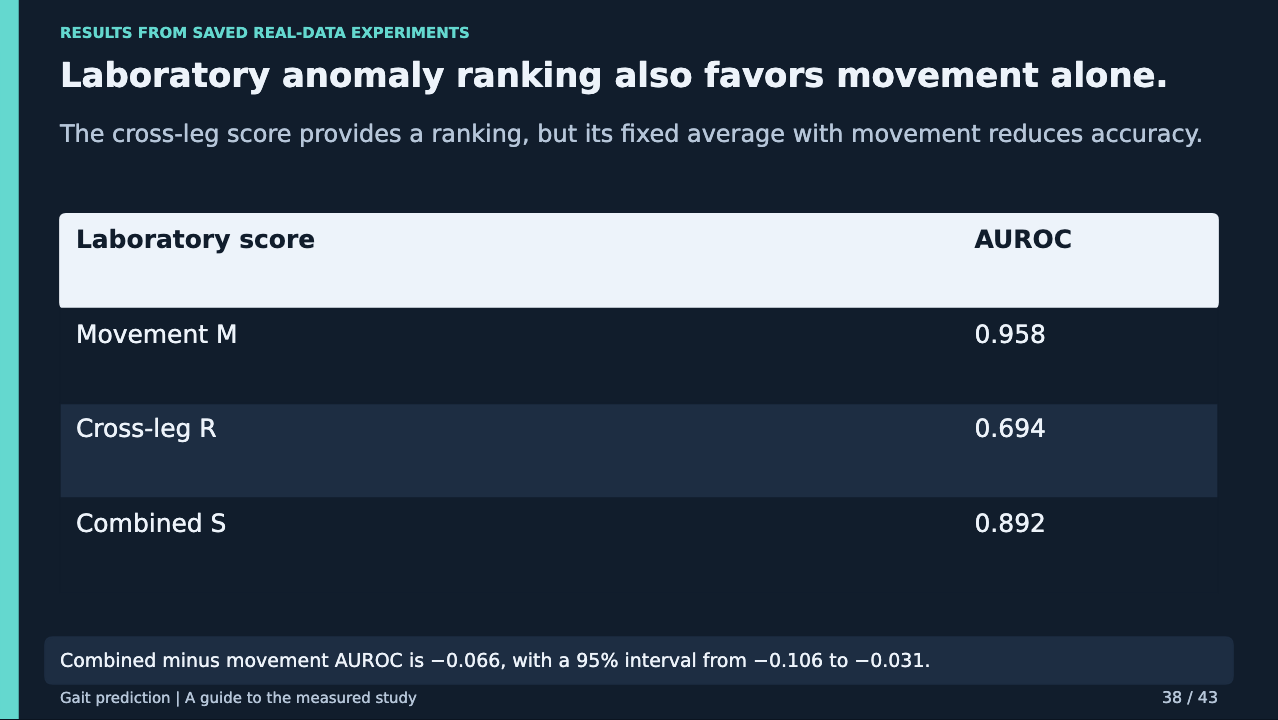 RESULTS FROM SAVED REAL-DATA EXPERIMENTS
Laboratory anomaly ranking also favors movement alone.
The cross-leg score provides a ranking, but its fixed average with movement reduces accuracy.
Laboratory score AUROC
Movement M 0.958
Cross-leg R 0.694
Combined S 0.892
Combined minus movement AUROC is −0.066, with a 95% interval from −0.106 to −0.031.
Gait prediction | A guide to the measured study 38 / 43